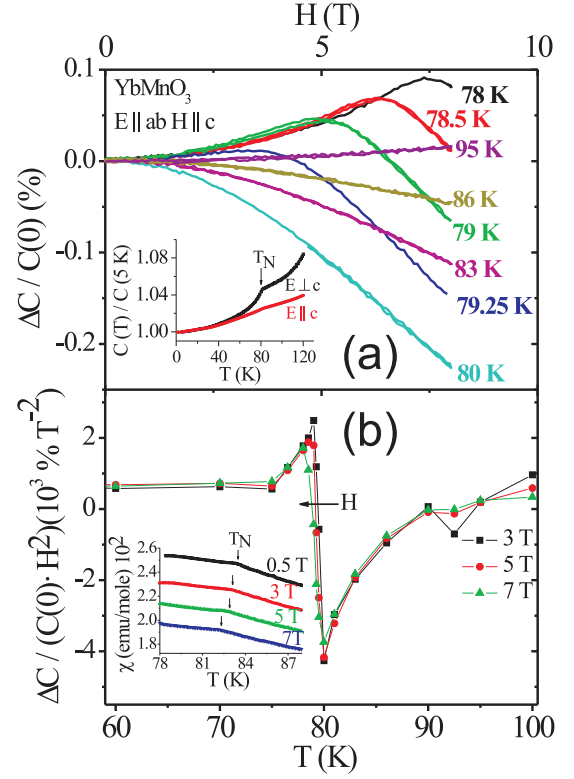 H (T)
0 5 10
YbMnO3
E || ab H || c
0.1
0.0
-0.1
-0.2
ΔC / C(0) (%)
78 K
78.5 K
95 K
86 K
79 K
83 K
79.25 K
80 K
C (T) / C (5 K)
1.08
1.04
1.00
TN
E ⊥ c
E || c
0 40 80 120
T (K)
(a)
(b)
2
0
-2
-4
ΔC / (C(0)· H²)(10³ % T⁻²)
H
3 T
5 T
7 T
χ (emu/mole) 10²
2.6
2.4
2.2
2.0
1.8
TN
0.5 T
3 T
5 T
7T
78 81 84 87
T (K)
60 70 80 90 100
T (K)